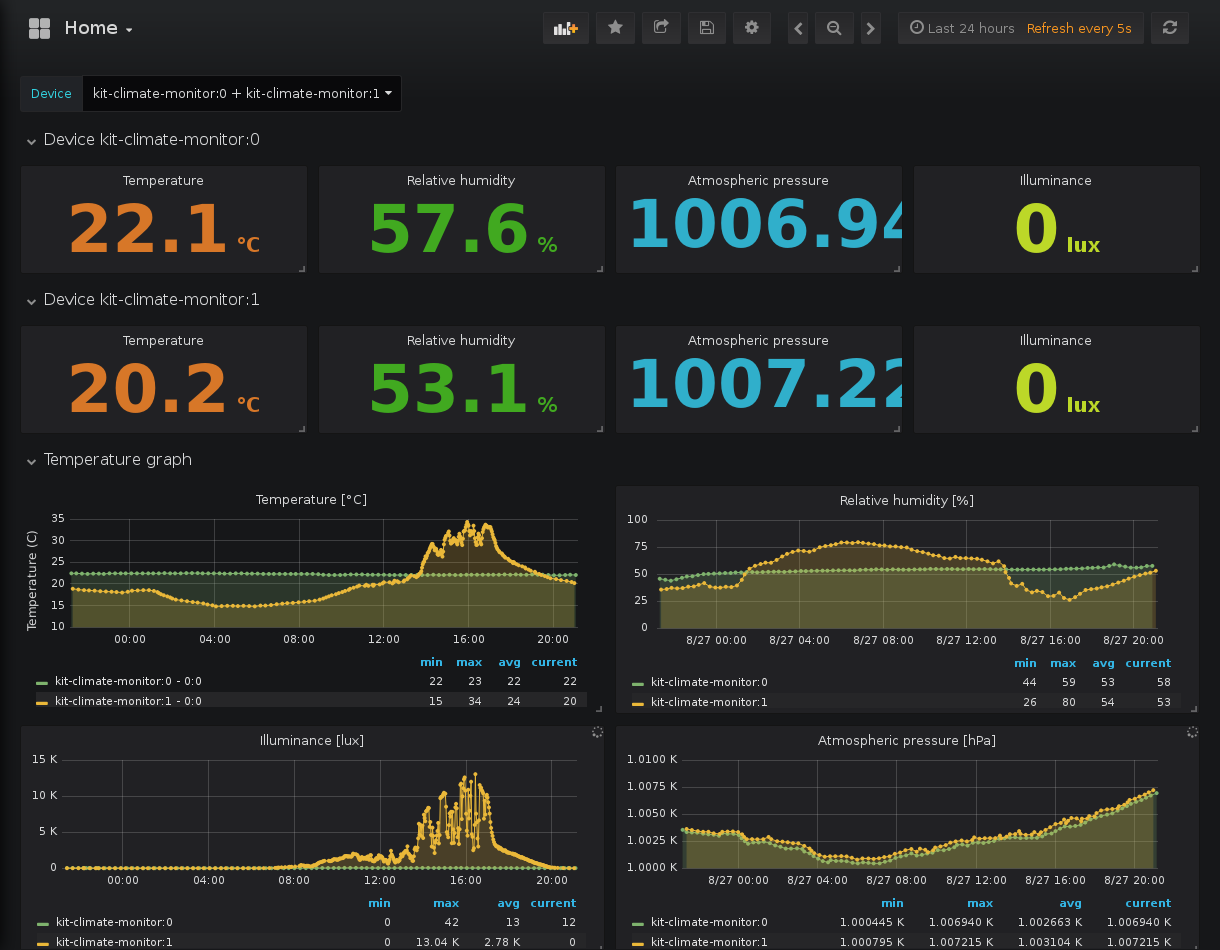 Home
Last 24 hours Refresh every 5s
Device kit-climate-monitor:0 + kit-climate-monitor:1
Device kit-climate-monitor:0
Temperature Relative humidity Atmospheric pressure Illuminance
22.1 °C 57.6 % 1006.94 0 lux
Device kit-climate-monitor:1
Temperature Relative humidity Atmospheric pressure Illuminance
20.2 °C 53.1 % 1007.22 0 lux
Temperature graph
Temperature [°C]
Temperature (C)
35
30
25
20
15
10
00:00 04:00 08:00 12:00 16:00 20:00
min max avg current
kit-climate-monitor:0 - 0:0 22 23 22 22
kit-climate-monitor:1 - 0:0 15 34 24 20
Relative humidity [%]
100
75
50
25
0
8/27 00:00 8/27 04:00 8/27 08:00 8/27 12:00 8/27 16:00 8/27 20:00
min max avg current
kit-climate-monitor:0 44 59 53 58
kit-climate-monitor:1 26 80 54 53
Illuminance [lux]
15 K
10 K
5 K
0
00:00 04:00 08:00 12:00 16:00 20:00
min max avg current
kit-climate-monitor:0 0 42 13 12
kit-climate-monitor:1 0 13.04 K 2.78 K 0
Atmospheric pressure [hPa]
1.0100 K
1.0075 K
1.0050 K
1.0025 K
1.0000 K
8/27 00:00 8/27 04:00 8/27 08:00 8/27 12:00 8/27 16:00 8/27 20:00
min max avg current
kit-climate-monitor:0 1.000445 K 1.006940 K 1.002663 K 1.006940 K
kit-climate-monitor:1 1.000795 K 1.007215 K 1.003104 K 1.007215 K